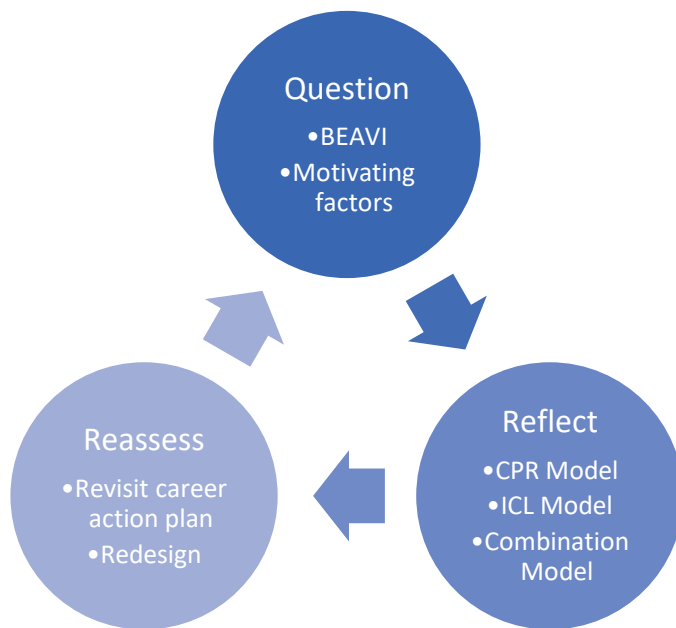 Question
•BEAVI
•Motivating
factors
Reflect
•CPR Model
•ICL Model
•Combination
Model
Reassess
•Revisit career
action plan
•Redesign